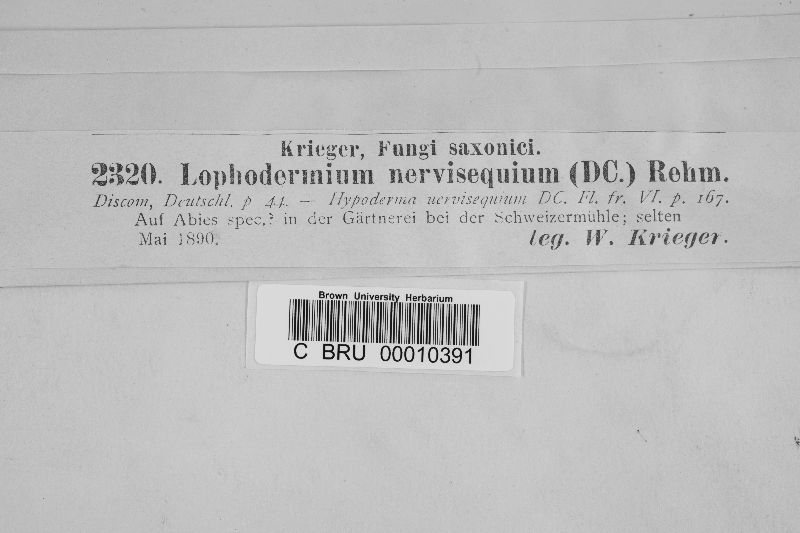 Krieger, Fungi saxonici.
2320. Lophodermium nervisequium (DC.) Rehm.
Discom, Deutschl. p 44. — Hypoderma nervisequium DC. Fl. fr. VI. p. 167.
Auf Abies spec.? in der Gärtnerei bei der Schweizermühle; selten
Mai 1890.
leg. W. Krieger.
Brown University Herbarium
C BRU 00010391